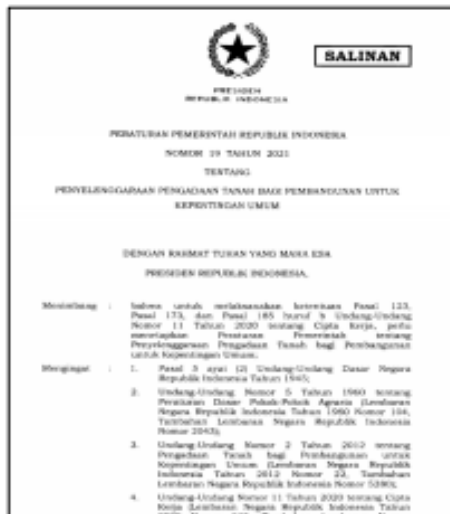 SALINAN
PRESIDEN
REPUBLIK INDONESIA
PERATURAN PEMERINTAH REPUBLIK INDONESIA
NOMOR 19 TAHUN 2021
TENTANG
PENYELENGGARAAN PENGADAAN TANAH BAGI PEMBANGUNAN UNTUK
KEPENTINGAN UMUM
DENGAN RAHMAT TUHAN YANG MAHA ESA
PRESIDEN REPUBLIK INDONESIA,
Menimbang : bahwa untuk melaksanakan ketentuan Pasal 123,
Pasal 173, dan Pasal 185 huruf b Undang-Undang
Nomor 11 Tahun 2020 tentang Cipta Kerja, perlu
menetapkan Peraturan Pemerintah tentang
Penyelenggaraan Pengadaan Tanah bagi Pembangunan
untuk Kepentingan Umum;
Mengingat : 1. Pasal 5 ayat (2) Undang-Undang Dasar Negara
Republik Indonesia Tahun 1945;
2. Undang-Undang Nomor 5 Tahun 1960 tentang
Peraturan Dasar Pokok-Pokok Agraria (Lembaran
Negara Republik Indonesia Tahun 1960 Nomor 104,
Tambahan Lembaran Negara Republik Indonesia
Nomor 2043);
3. Undang-Undang Nomor 2 Tahun 2012 tentang
Pengadaan Tanah bagi Pembangunan untuk
Kepentingan Umum (Lembaran Negara Republik
Indonesia Tahun 2012 Nomor 22, Tambahan
Lembaran Negara Republik Indonesia Nomor 5280);
4. Undang-Undang Nomor 11 Tahun 2020 tentang Cipta
Kerja (Lembaran Negara Republik Indonesia Tahun